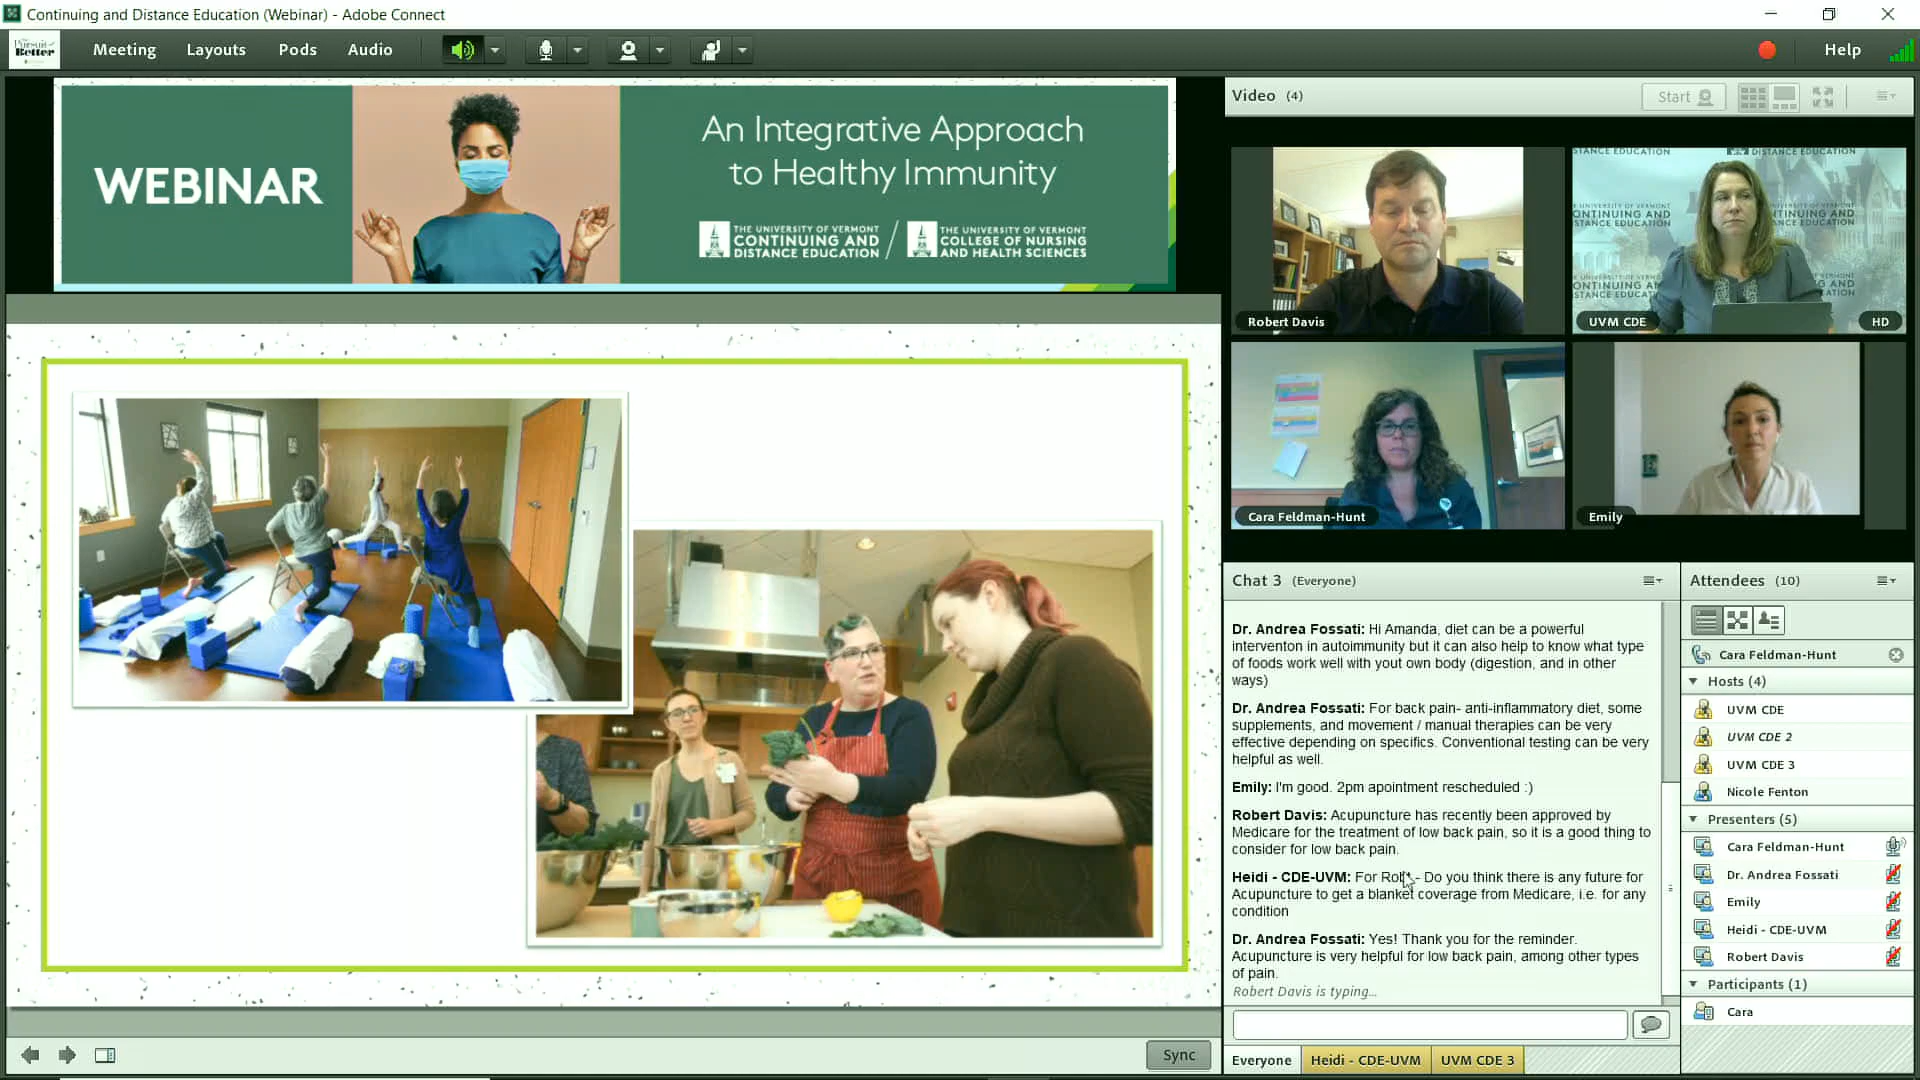 Continuing and Distance Education (Webinar) - Adobe Connect
Pursuit of
Better
Meeting
Layouts
Pods
Audio
Help
WEBINAR
An Integrative Approach
to Healthy Immunity
THE UNIVERSITY OF VERMONT
CONTINUING AND
DISTANCE EDUCATION
THE UNIVERSITY OF VERMONT
COLLEGE OF NURSING
AND HEALTH SCIENCES
Video (4)
Start
Robert Davis
DISTANCE EDUCATION
CONTINUING AND
UVM CDE
HD
Cara Feldman-Hunt
Emily
Chat 3 (Everyone)
Dr. Andrea Fossati: Hi Amanda, diet can be a powerful
interventon in autoimmunity but it can also help to know what type
of foods work well with yout own body (digestion, and in other
ways)
Dr. Andrea Fossati: For back pain- anti-inflammatory diet, some
supplements, and movement / manual therapies can be very
effective depending on specifics. Conventional testing can be very
helpful as well.
Emily: I'm good. 2pm apointment rescheduled :)
Robert Davis: Acupuncture has recently been approved by
Medicare for the treatment of low back pain, so it is a good thing to
consider for low back pain.
Heidi - CDE-UVM: For Rob - Do you think there is any future for
Acupuncture to get a blanket coverage from Medicare, i.e. for any
condition
Dr. Andrea Fossati: Yes! Thank you for the reminder.
Acupuncture is very helpful for low back pain, among other types
of pain.
Robert Davis is typing...
Everyone
Heidi - CDE-UVM
UVM CDE 3
Attendees (10)
Cara Feldman-Hunt
Hosts (4)
UVM CDE
UVM CDE 2
UVM CDE 3
Nicole Fenton
Presenters (5)
Cara Feldman-Hunt
Dr. Andrea Fossati
Emily
Heidi - CDE-UVM
Robert Davis
Participants (1)
Cara
Sync